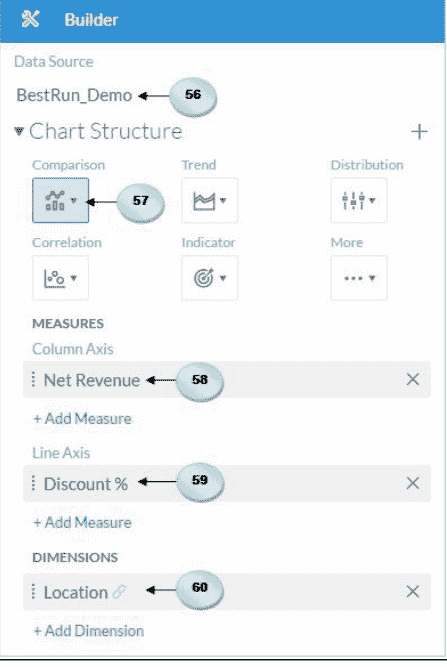 Builder
Data Source
BestRun_Demo 56
Chart Structure +
Comparison Trend Distribution
57
Correlation Indicator More
MEASURES
Column Axis
Net Revenue 58 ×
+ Add Measure
Line Axis
Discount % 59 ×
+ Add Measure
DIMENSIONS
Location 60 ×
+ Add Dimension